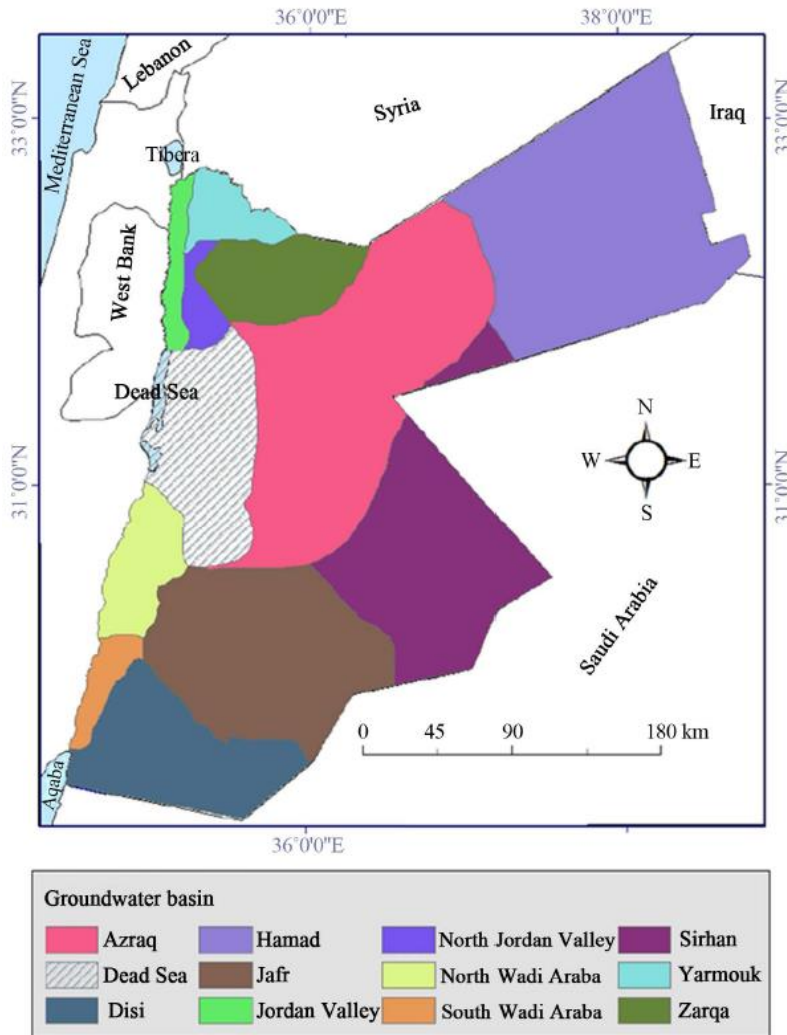 36°0'0"E
38°0'0"E
Mediterranean Sea
Lebanon
Syria
Iraq
33°0'0"N
33°0'0"N
Tibera
West Bank
Dead Sea
N
W
E
S
31°0'0"N
31°0'0"N
Saudi Arabia
0
45
90
180 km
Aqaba
36°0'0"E
Groundwater basin
Azraq
Hamad
North Jordan Valley
Sirhan
Dead Sea
Jafr
North Wadi Araba
Yarmouk
Disi
Jordan Valley
South Wadi Araba
Zarqa